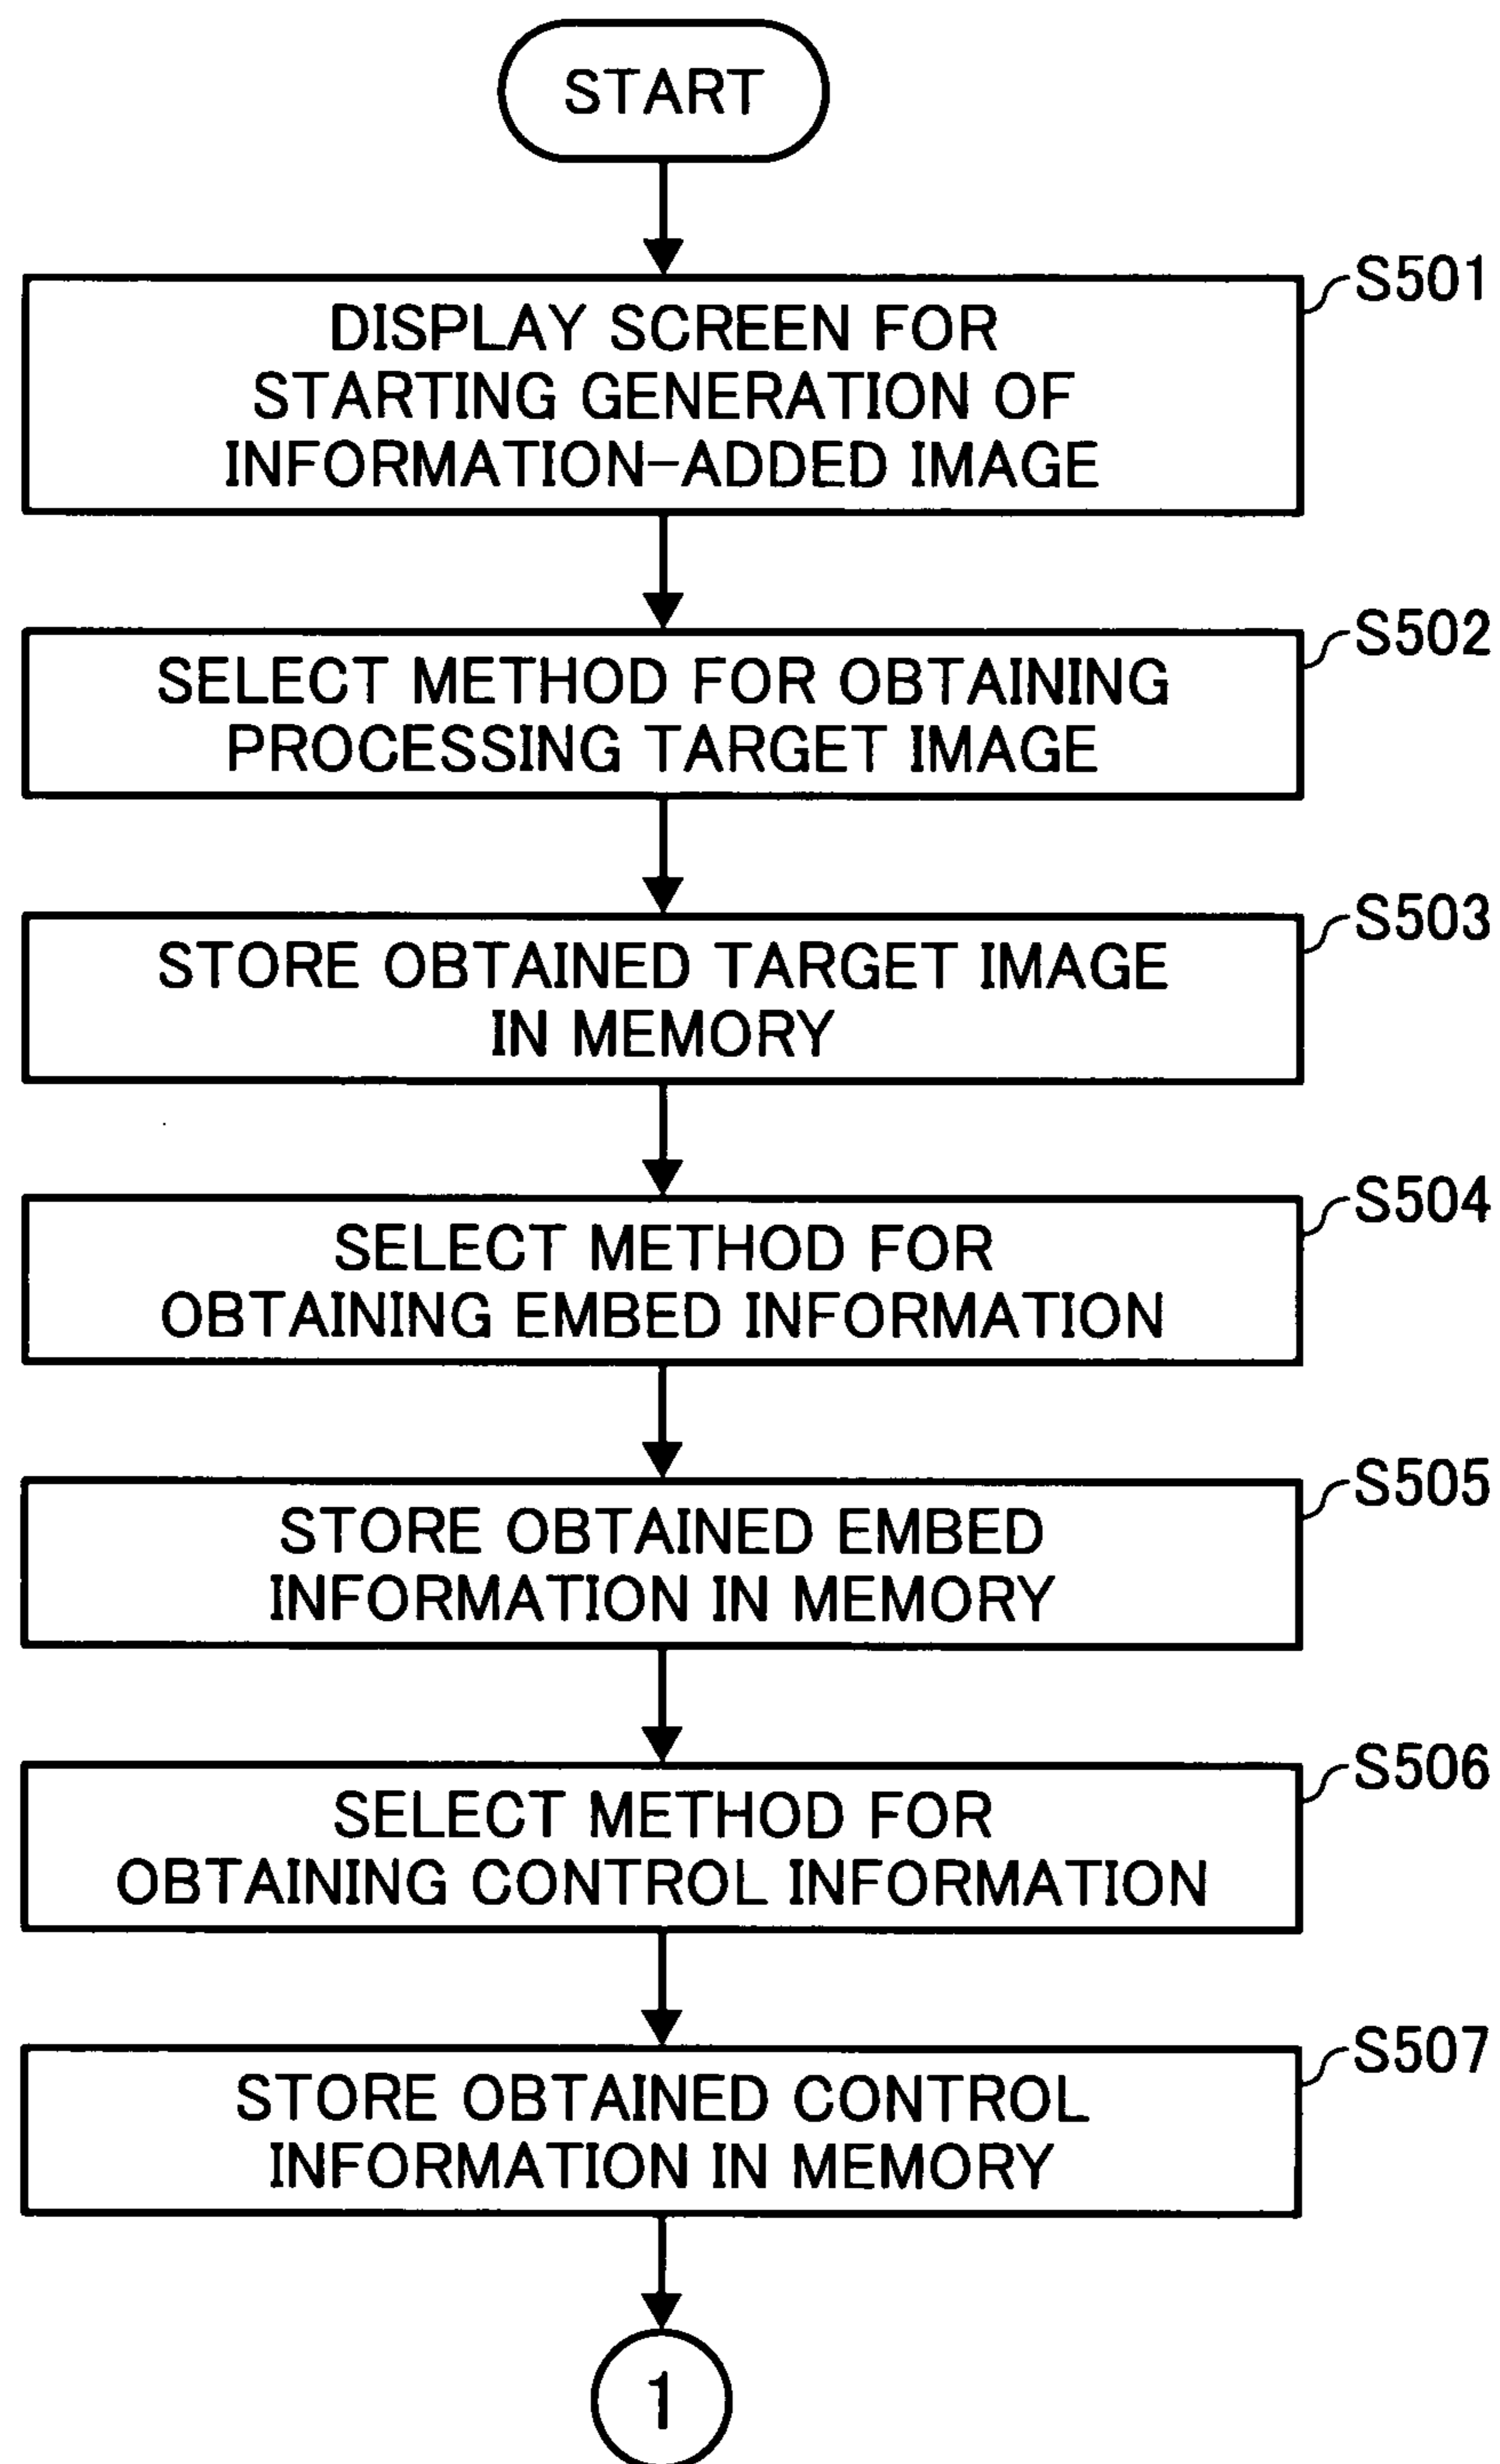 START
S501
DISPLAY SCREEN FOR
STARTING GENERATION OF
INFORMATION-ADDED IMAGE
S502
SELECT METHOD FOR OBTAINING
PROCESSING TARGET IMAGE
S503
STORE OBTAINED TARGET IMAGE
IN MEMORY
S504
SELECT METHOD FOR
OBTAINING EMBED INFORMATION
S505
STORE OBTAINED EMBED
INFORMATION IN MEMORY
S506
SELECT METHOD FOR
OBTAINING CONTROL INFORMATION
S507
STORE OBTAINED CONTROL
INFORMATION IN MEMORY
1